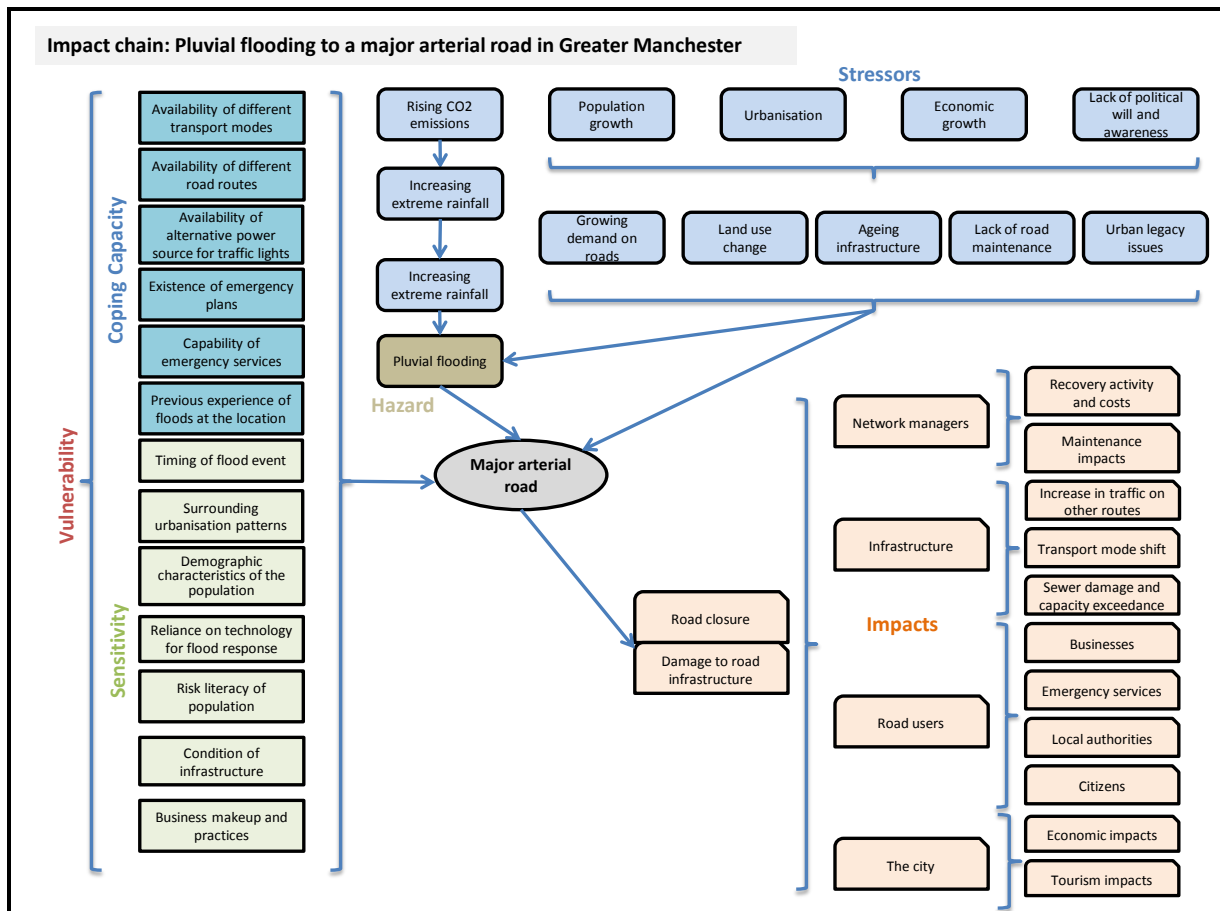 Impact chain: Pluvial flooding to a major arterial road in Greater Manchester
Vulnerability
Coping Capacity
Availability of different
transport modes
Availability of different
road routes
Availability of
alternative power
source for traffic lights
Existence of emergency
plans
Capability of
emergency services
Previous experience of
floods at the location
Sensitivity
Timing of flood event
Surrounding
urbanisation patterns
Demographic
characteristics of the
population
Reliance on technology
for flood response
Risk literacy of
population
Condition of
infrastructure
Business makeup and
practices
Rising CO2
emissions
Increasing
extreme rainfall
Increasing
extreme rainfall
Pluvial flooding
Hazard
Stressors
Population
growth
Urbanisation
Economic
growth
Lack of political
will and
awareness
Growing
demand on
roads
Land use
change
Ageing
infrastructure
Lack of road
maintenance
Urban legacy
issues
Major arterial
road
Road closure
Damage to road
infrastructure
Impacts
Network managers
Recovery activity
and costs
Maintenance
impacts
Infrastructure
Increase in traffic on
other routes
Transport mode shift
Sewer damage and
capacity exceedance
Road users
Businesses
Emergency services
Local authorities
Citizens
The city
Economic impacts
Tourism impacts